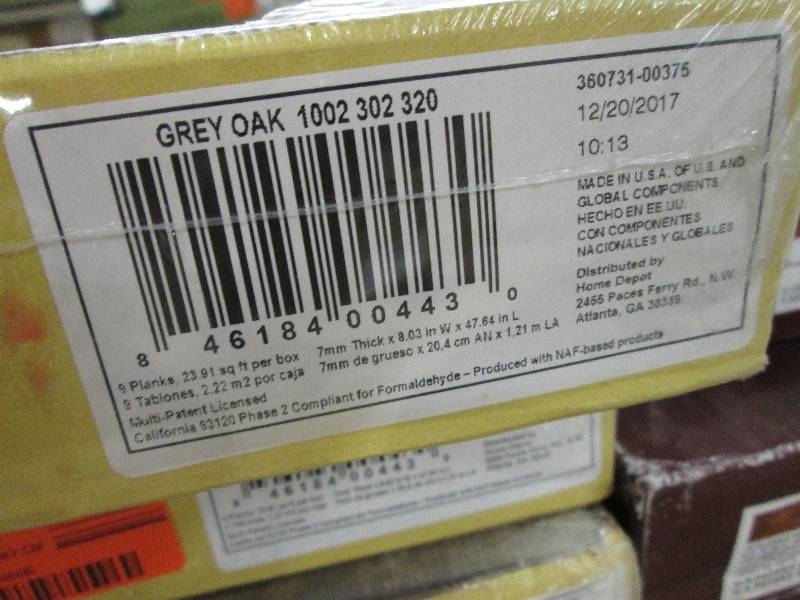 GREY OAK 1002 302 320
8 46184 00443 0
9 Planks, 23.91 sq ft per box
9 Tablones, 2.22 m2 por caja
7mm Thick x 8.03 in W x 47.64 in L
7mm de grueso x 20,4 cm AN x 1,21 m LA
Multi-Patent Licensed
California 93120 Phase 2 Compliant for Formaldehyde – Produced with NAF-based products
360731-00375
12/20/2017
10:13
MADE IN U.S.A. OF U.S. AND
GLOBAL COMPONENTS
HECHO EN EE.UU.
CON COMPONENTES
NACIONALES Y GLOBALES
Distributed by
Home Depot
2455 Paces Ferry Rd., N.W.
Atlanta, GA 30339
46184 00443 0